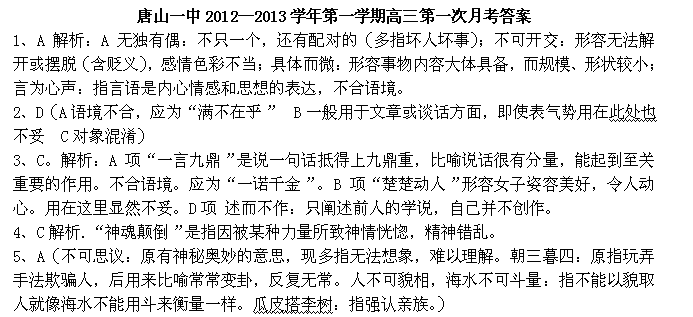 唐山一中 2012—2013 学年第一学期高三第一次月考答案
1、A 解析：A 无独有偶：不只一个，还有配对的（多指坏人坏事）；不可开交：形容无法解
开或摆脱（含贬义），感情色彩不当；具体而微：形容事物内容大体具备，而规模、形状较小；
言为心声：指言语是内心情感和思想的表达，不合语境。
2、D（A语境不合，应为“满不在乎 ” B 一般用于文章或谈话方面，即使表气势用在此处也
不妥 C 对象混淆）
3、C。解析：A 项“一言九鼎 ”是说一句话抵得上九鼎重，比喻说话很有分量，能起到至关
重要的作用。不合语境。应为“一诺千金 ”。B 项“楚楚动人 ”形容女子姿容美好，令人动
心。用在这里显然不妥。D项 述而不作：只阐述前人的学说，自己并不创作。
4、C解析．“神魂颠倒 ”是指因被某种力量所致神情恍惚，精神错乱。
5、A（不可思议：原有神秘奥妙的意思，现多指无法想象，难以理解。朝三暮四：原指玩弄
手法欺骗人，后用来比喻常常变卦，反复无常。人不可貌相，海水不可斗量：指不能以貌取
人就像海水不能用斗来衡量一样。瓜皮搭李树：指强认亲族。）